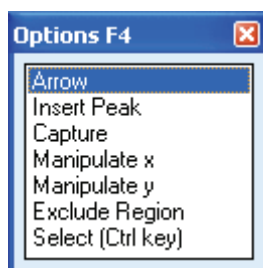 Options F4
Arrow
Insert Peak
Capture
Manipulate x
Manipulate y
Exclude Region
Select (Ctrl key)